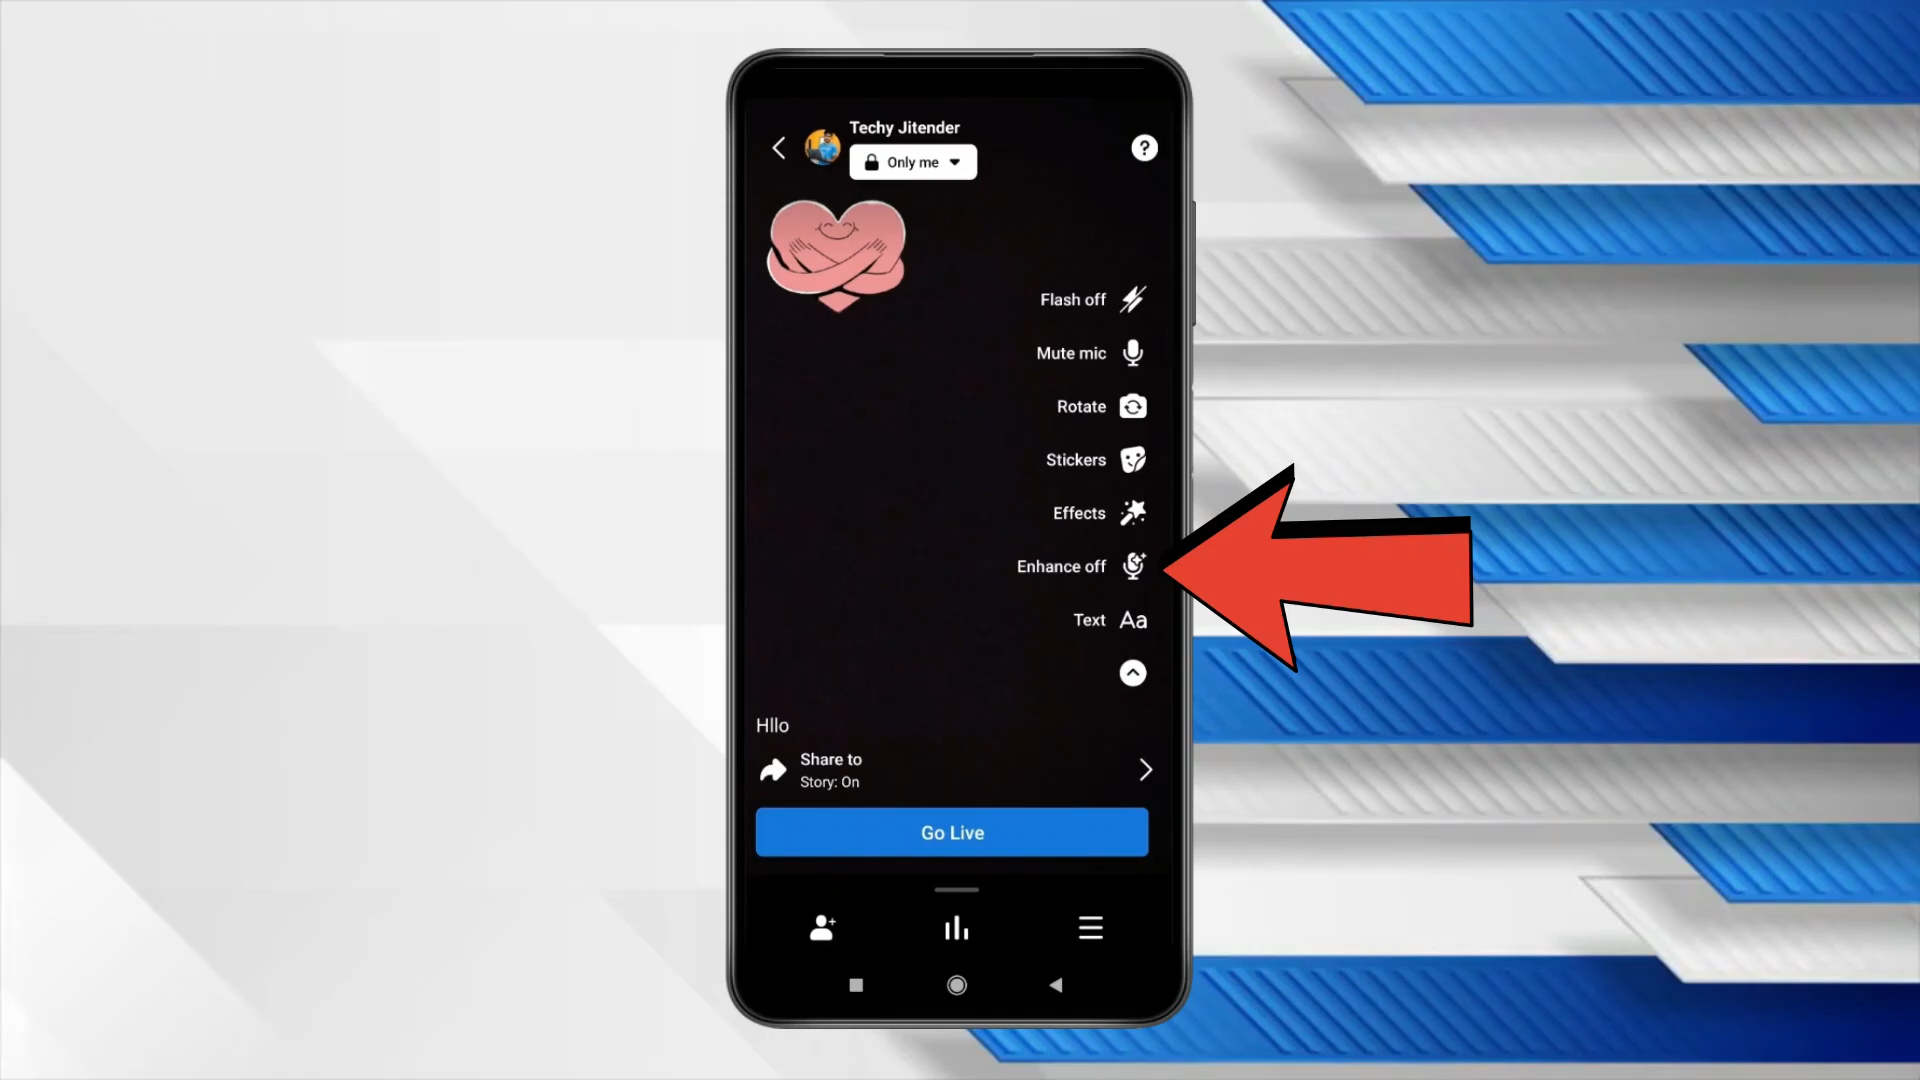 Techy Jitender
Only me
?
Flash off
Mute mic
Rotate
Stickers
Effects
Enhance off
Text Aa
Hllo
Share to
Story: On
Go Live